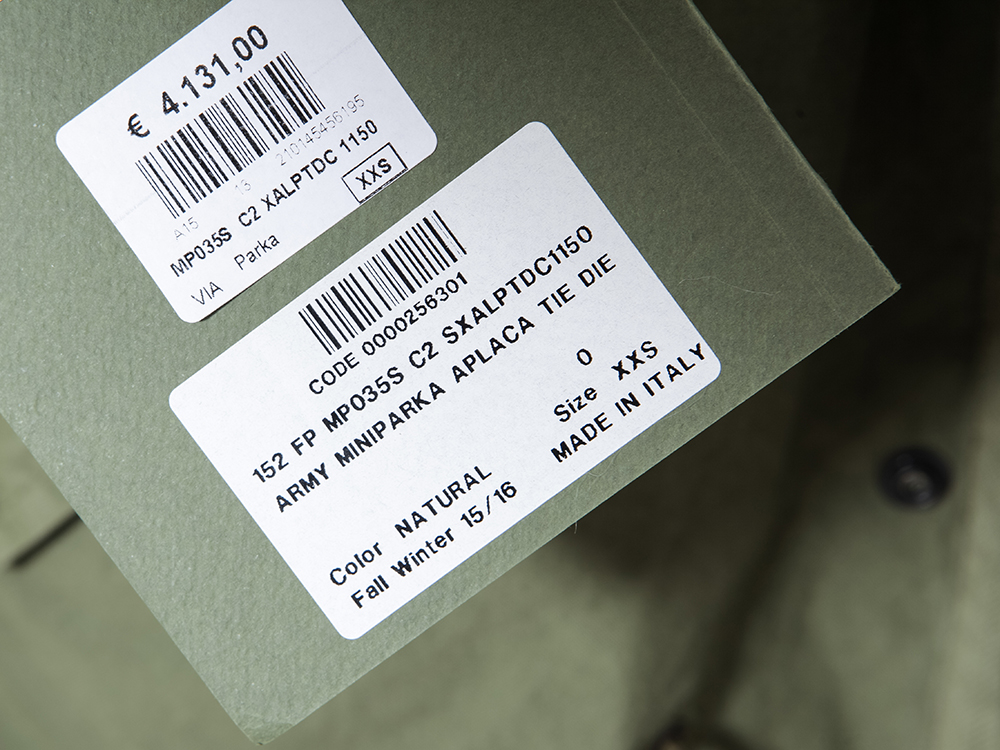 € 4.131,00
210145456195
A15 13
MP035S C2 XALPTDC 1150
XXS
VIA Parka
CODE 0000256301
152 FP MP035S C2 SXALPTDC1150
ARMY MINIPARKA APLACA TIE DIE
0
Size XXS
MADE IN ITALY
Color NATURAL
Fall Winter 15/16